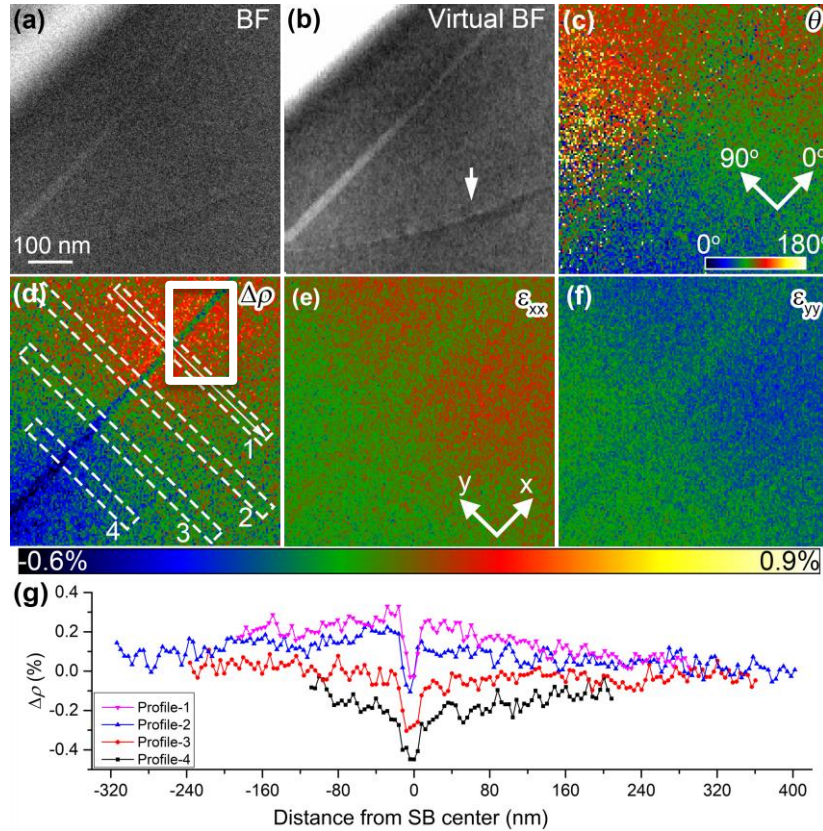 (a) BF
100 nm
(b) Virtual BF
(c) θ
90° 0°
0° 180°
(d) Δρ
1
2
3
4
(e) εxx
y x
(f) εyy
-0.6% 0.9%
(g)
0.4
0.2
0.0
-0.2
-0.4
Δρ (%)
Profile-1
Profile-2
Profile-3
Profile-4
-320 -240 -160 -80 0 80 160 240 320 400
Distance from SB center (nm)